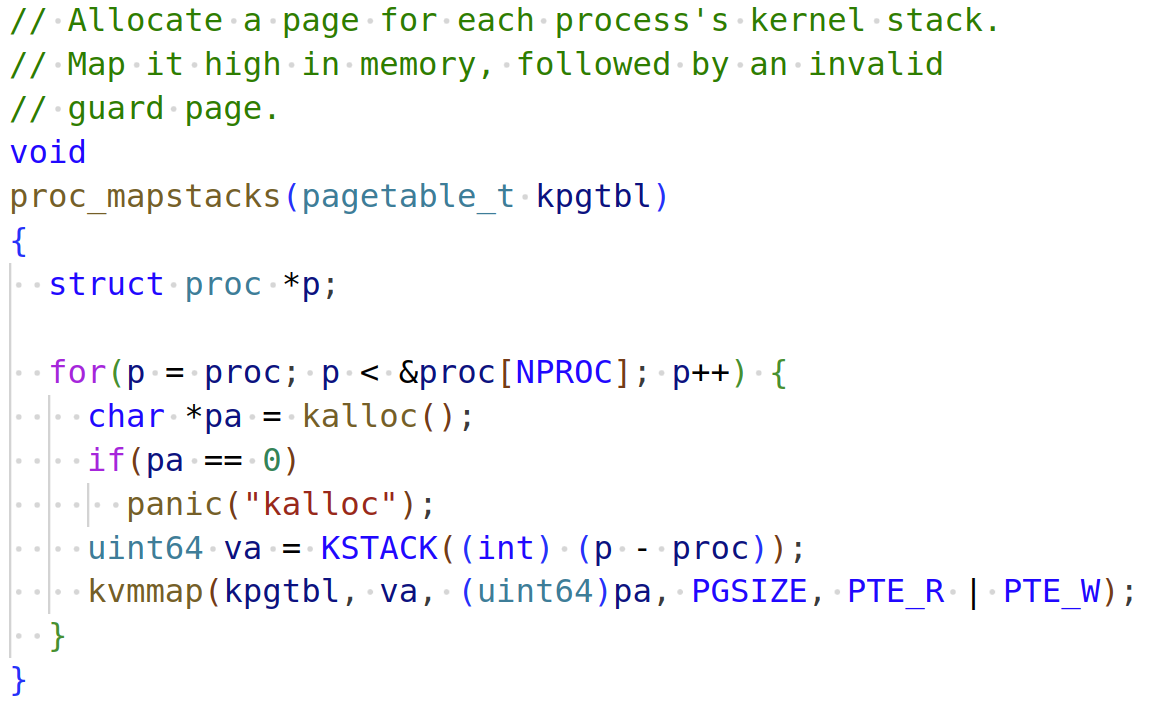 // Allocate a page for each process's kernel stack.
// Map it high in memory, followed by an invalid
// guard page.
void
proc_mapstacks(pagetable_t kpgtbl)
{
  struct proc *p;

  for(p = proc; p < &proc[NPROC]; p++) {
    char *pa = kalloc();
    if(pa == 0)
      panic("kalloc");
    uint64 va = KSTACK((int) (p - proc));
    kvmmap(kpgtbl, va, (uint64)pa, PGSIZE, PTE_R | PTE_W);
  }
}